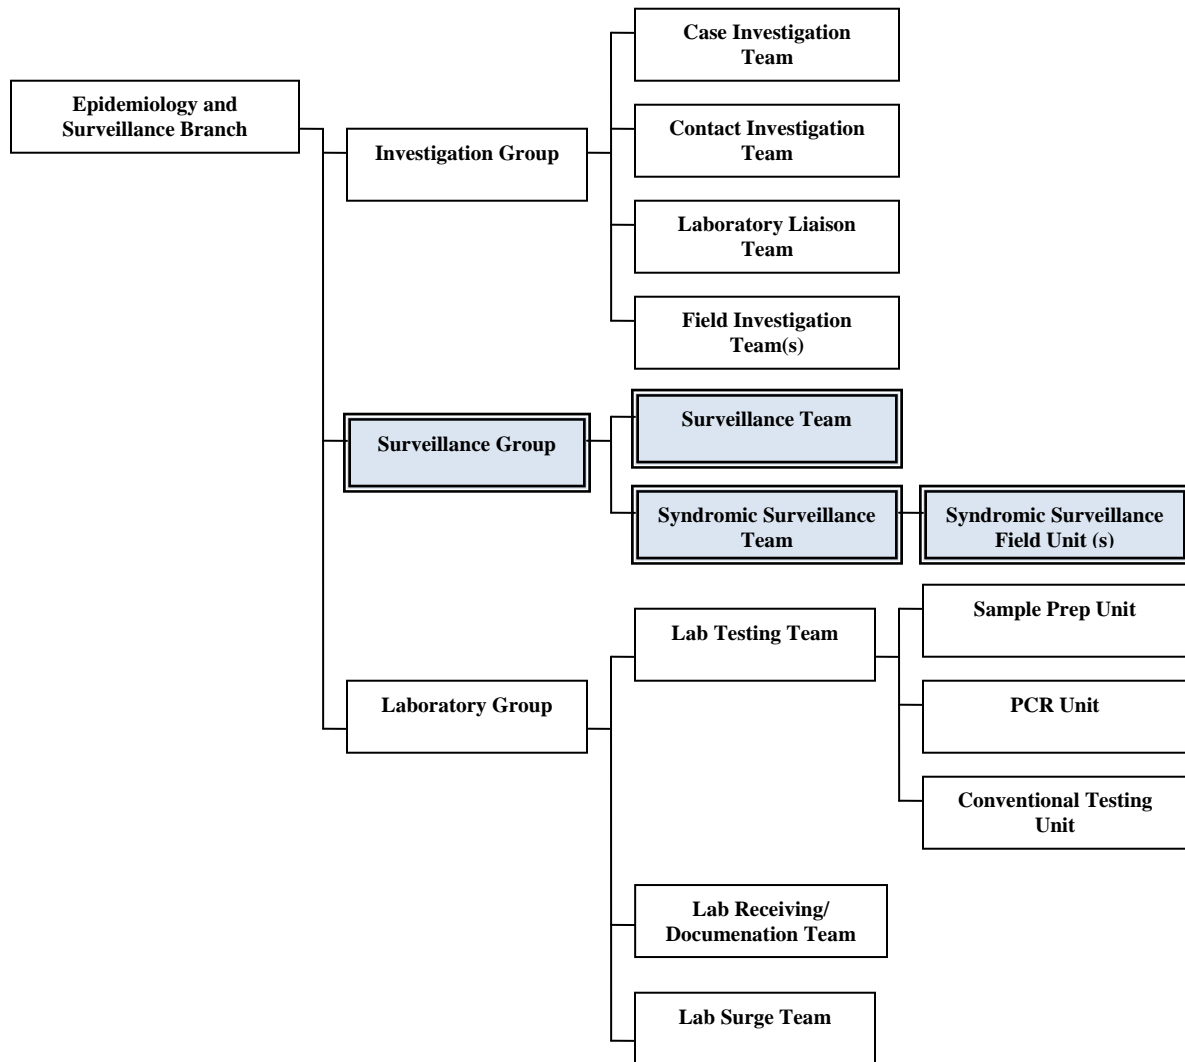 Case Investigation
Team
Epidemiology and
Surveillance Branch
Contact Investigation
Team
Investigation Group
Laboratory Liaison
Team
Field Investigation
Team(s)
Surveillance Group
Surveillance Team
Syndromic Surveillance
Team
Syndromic Surveillance
Field Unit (s)
Sample Prep Unit
Lab Testing Team
Laboratory Group
PCR Unit
Conventional Testing
Unit
Lab Receiving/
Documenation Team
Lab Surge Team